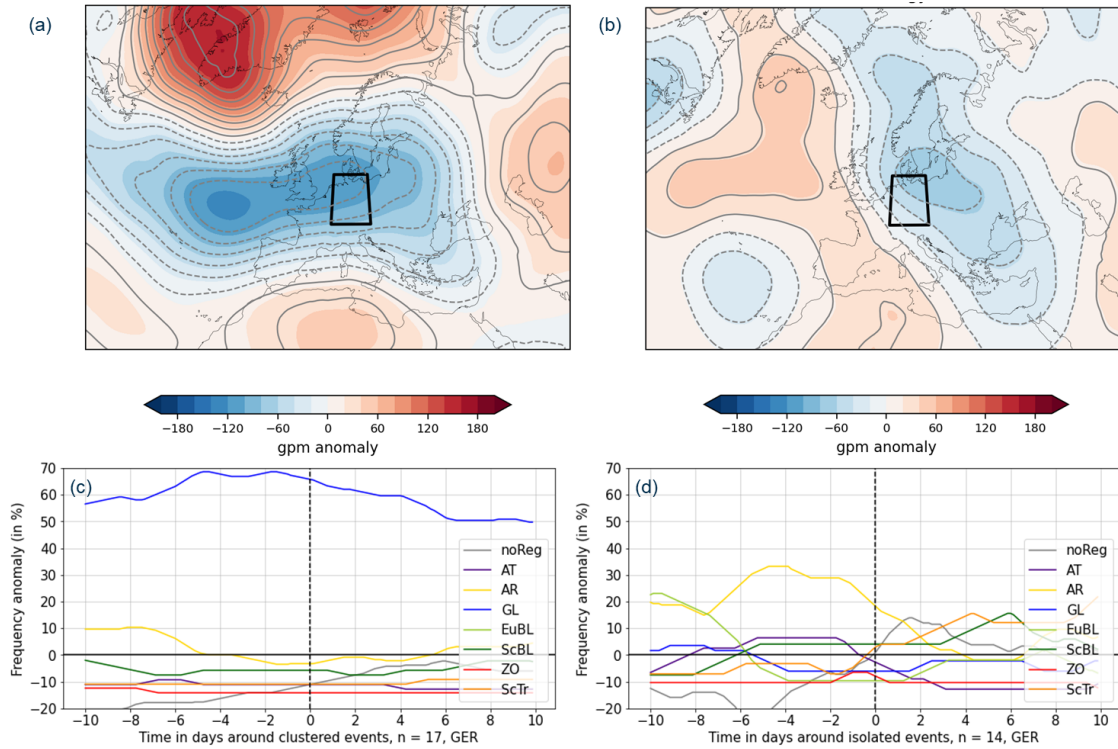 (a)
(b)
−180 −120 −60 0 60 120 180
gpm anomaly
−180 −120 −60 0 60 120 180
gpm anomaly
(c)
Frequency anomaly (in %)
70
60
50
40
30
20
10
0
−10
−20
noReg
AT
AR
GL
EuBL
ScBL
ZO
ScTr
−10 −8 −6 −4 −2 0 2 4 6 8 10
Time in days around clustered events, n = 17, GER
(d)
Frequency anomaly (in %)
70
60
50
40
30
20
10
0
−10
−20
noReg
AT
AR
GL
EuBL
ScBL
ZO
ScTr
−10 −8 −6 −4 −2 0 2 4 6 8 10
Time in days around isolated events, n = 14, GER